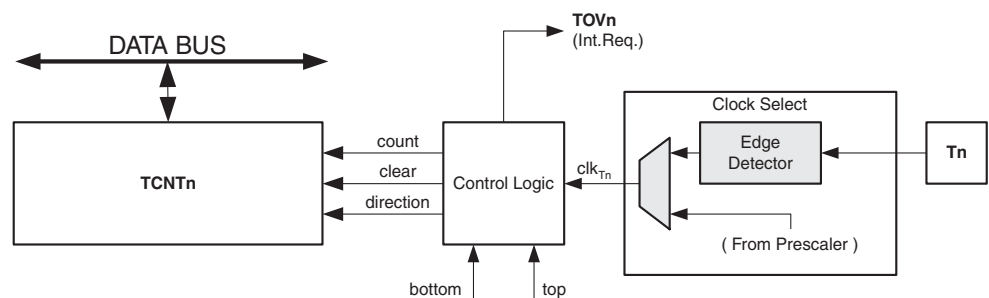 TOVn
(Int.Req.)
DATA BUS
Clock Select
count
Edge
Detector
Tn
TCNTn
clear
Control Logic
clkTn
direction
( From Prescaler )
bottom
top